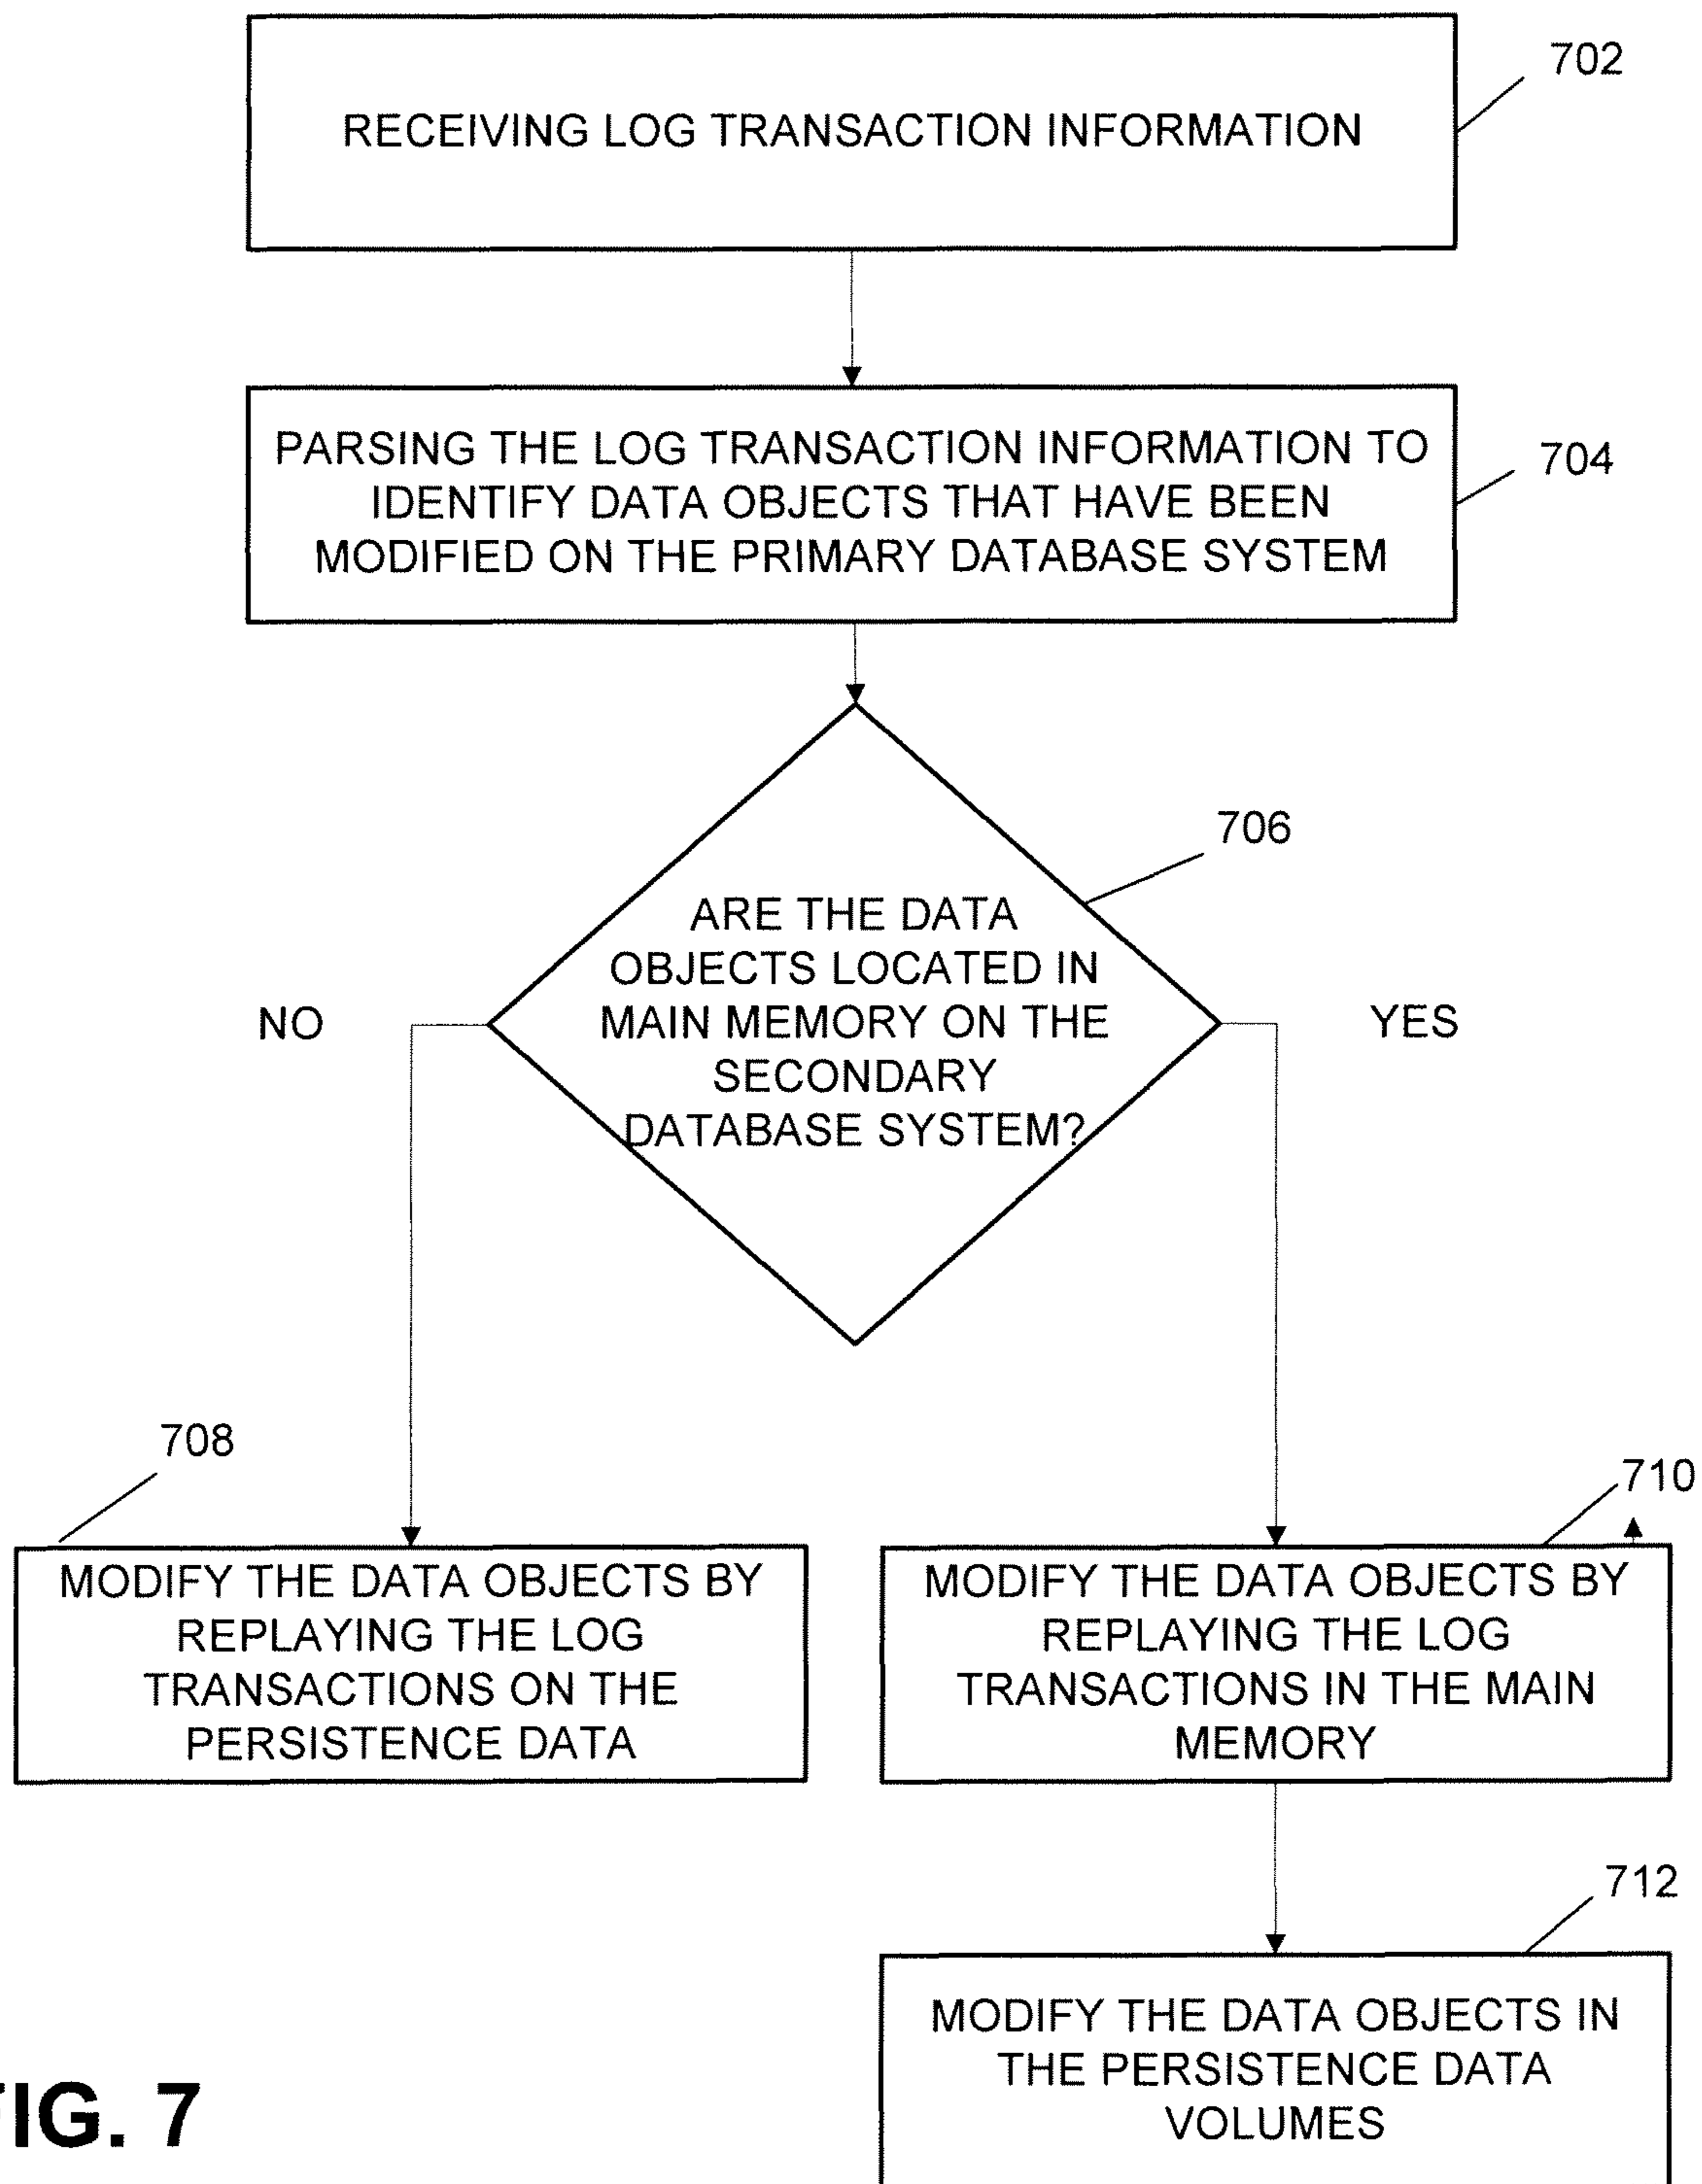 702
RECEIVING LOG TRANSACTION INFORMATION
PARSING THE LOG TRANSACTION INFORMATION TO
IDENTIFY DATA OBJECTS THAT HAVE BEEN
MODIFIED ON THE PRIMARY DATABASE SYSTEM
704
706
ARE THE DATA
OBJECTS LOCATED IN
MAIN MEMORY ON THE
SECONDARY
DATABASE SYSTEM?
NO
YES
708
MODIFY THE DATA OBJECTS BY
REPLAYING THE LOG
TRANSACTIONS ON THE
PERSISTENCE DATA
710
MODIFY THE DATA OBJECTS BY
REPLAYING THE LOG
TRANSACTIONS IN THE MAIN
MEMORY
712
MODIFY THE DATA OBJECTS IN
THE PERSISTENCE DATA
VOLUMES
FIG. 7